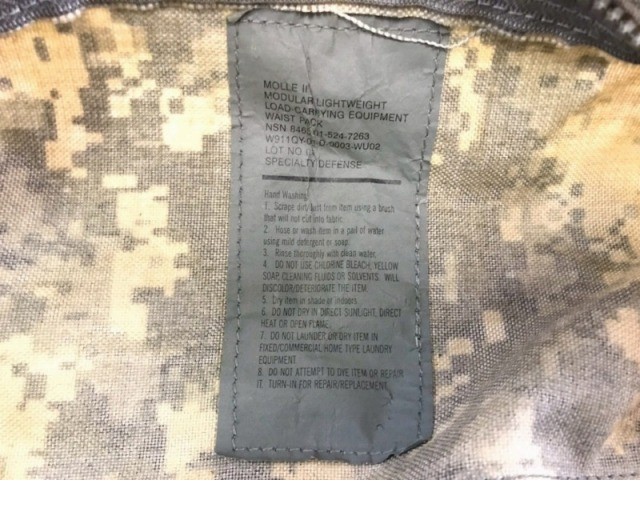 MOLLE II
MODULAR LIGHTWEIGHT
LOAD-CARRYING EQUIPMENT
WAIST PACK
NSN 8465-01-524-7263
0003-WU02
LOT NO
SPECIALTY DEFENSE
Hand Washing:
1. Scrape dirt/ from item using a brush
that will not cut into fabric.
2. Hose or wash item in a pail of water
using mild detergent or soap.
3. Rinse thoroughly with clean water.
4. DO NOT USE CHLORINE BLEACH, YELLOW
SOAP, CLEANING FLUIDS OR SOLVENTS. WILL
DISCOLOR/DETERIORATE THE ITEM.
5. Dry item in shade or indoors.
6. DO NOT DRY IN DIRECT SUNLIGHT, DIRECT
HEAT OR OPEN FLAME.
7. DO NOT LAUNDER OR DRY ITEM IN
FIXED/COMMERCIAL HOME TYPE LAUNDRY
EQUIPMENT.
8. DO NOT ATTEMPT TO DYE ITEM OR REPAIR
IT. TURN-IN FOR REPAIR/REPLACEMENT.